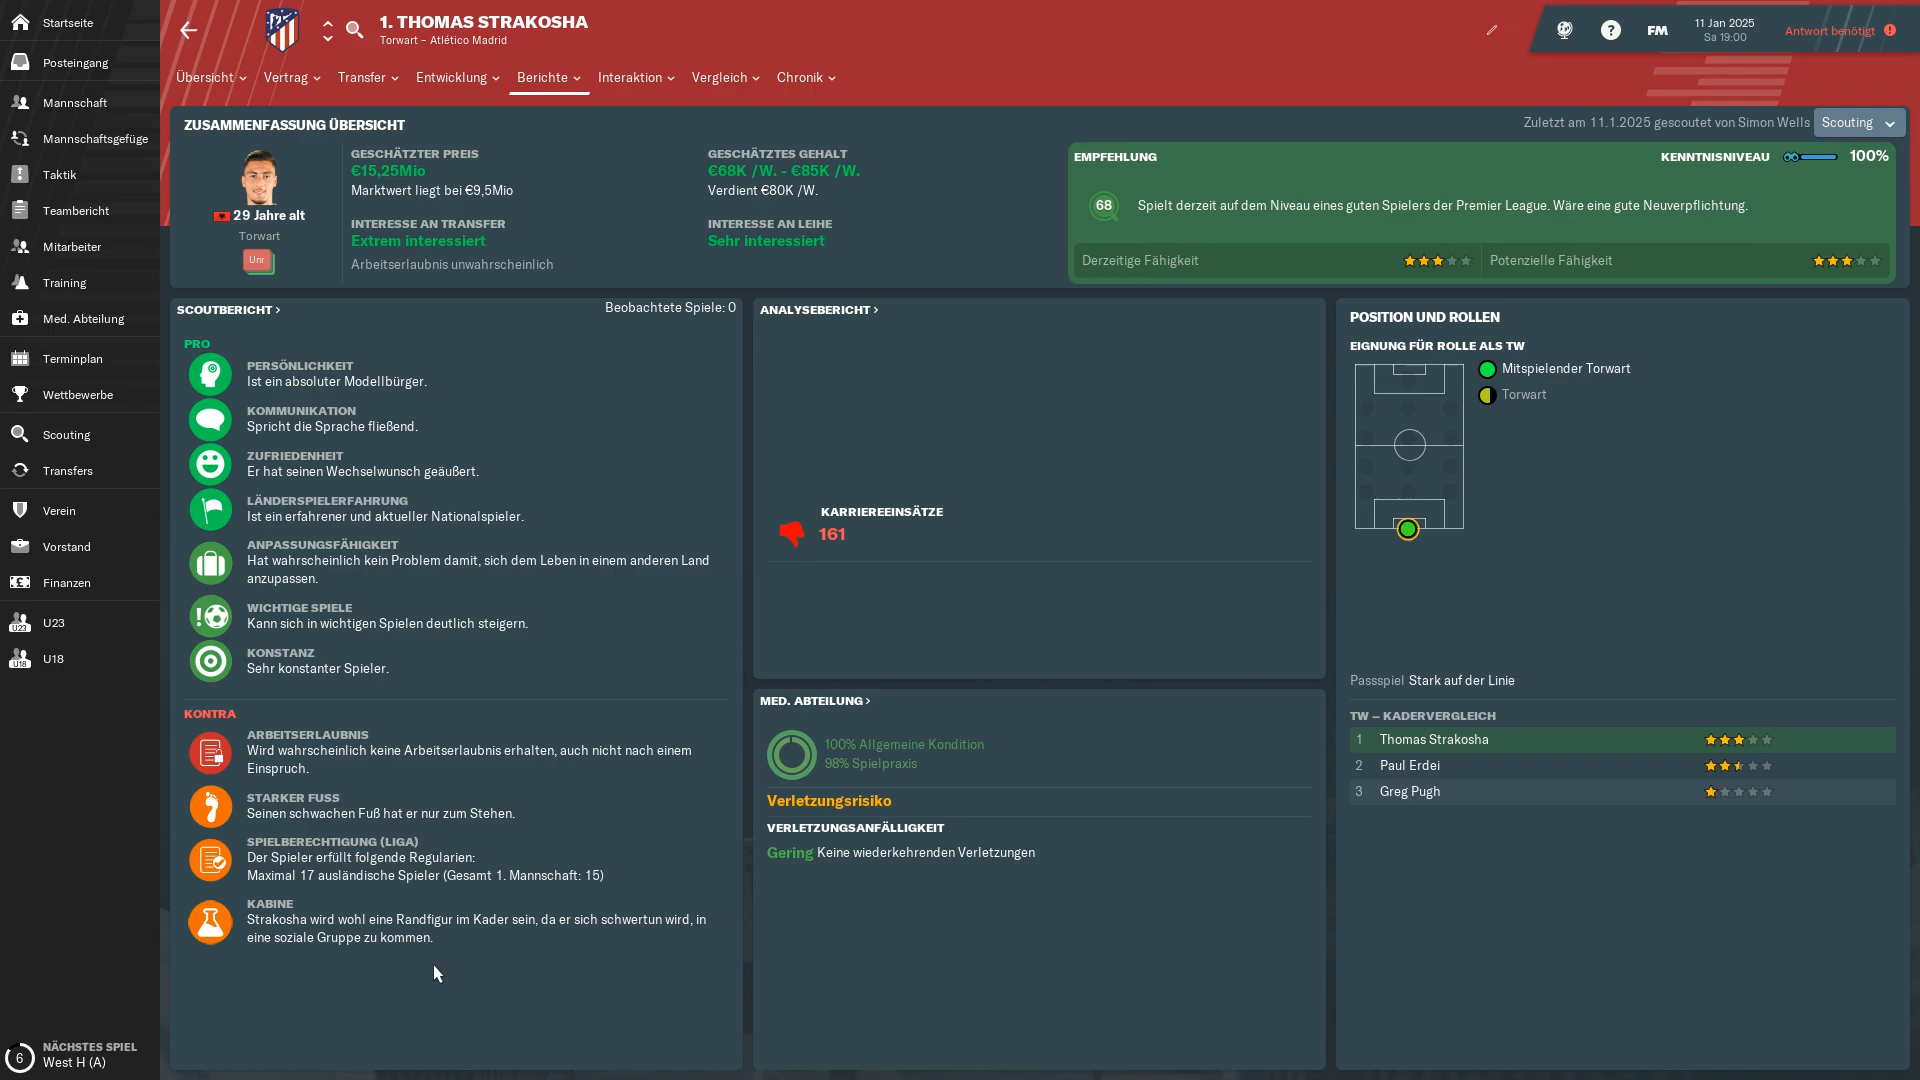 Startseite
Posteingang
Mannschaft
Mannschaftsgefüge
Taktik
Teambericht
Mitarbeiter
Training
Med. Abteilung
Terminplan
Wettbewerbe
Scouting
Transfers
Verein
Vorstand
Finanzen
U23
U23
U18
U18
6
NÄCHSTES SPIEL
West H (A)
1. THOMAS STRAKOSHA
Torwart – Atlético Madrid
? FM
11 Jan 2025
Sa 19:00
Antwort benötigt
Übersicht Vertrag Transfer Entwicklung Berichte Interaktion Vergleich Chronik
ZUSAMMENFASSUNG ÜBERSICHT
Zuletzt am 11.1.2025 gescoutet von Simon Wells
Scouting
29 Jahre alt
Torwart
Unr
GESCHÄTZTER PREIS
€15,25Mio
Marktwert liegt bei €9,5Mio
INTERESSE AN TRANSFER
Extrem interessiert
Arbeitserlaubnis unwahrscheinlich
GESCHÄTZTES GEHALT
€68K /W. - €85K /W.
Verdient €80K /W.
INTERESSE AN LEIHE
Sehr interessiert
EMPFEHLUNG
KENNTNISNIVEAU 100%
68
Spielt derzeit auf dem Niveau eines guten Spielers der Premier League. Wäre eine gute Neuverpflichtung.
Derzeitige Fähigkeit
Potenzielle Fähigkeit
SCOUTBERICHT >
Beobachtete Spiele: 0
PRO
PERSÖNLICHKEIT
Ist ein absoluter Modellbürger.
KOMMUNIKATION
Spricht die Sprache fließend.
ZUFRIEDENHEIT
Er hat seinen Wechselwunsch geäußert.
LÄNDERSPIELERFAHRUNG
Ist ein erfahrener und aktueller Nationalspieler.
ANPASSUNGSFÄHIGKEIT
Hat wahrscheinlich kein Problem damit, sich dem Leben in einem anderen Land
anzupassen.
WICHTIGE SPIELE
Kann sich in wichtigen Spielen deutlich steigern.
KONSTANZ
Sehr konstanter Spieler.
KONTRA
ARBEITSERLAUBNIS
Wird wahrscheinlich keine Arbeitserlaubnis erhalten, auch nicht nach einem
Einspruch.
STARKER FUSS
Seinen schwachen Fuß hat er nur zum Stehen.
SPIELBERECHTIGUNG (LIGA)
Der Spieler erfüllt folgende Regularien:
Maximal 17 ausländische Spieler (Gesamt 1. Mannschaft: 15)
KABINE
Strakosha wird wohl eine Randfigur im Kader sein, da er sich schwertun wird, in
eine soziale Gruppe zu kommen.
ANALYSEBERICHT >
KARRIEREEINSÄTZE
161
MED. ABTEILUNG >
100% Allgemeine Kondition
98% Spielpraxis
Verletzungsrisiko
VERLETZUNGSANFÄLLIGKEIT
Gering Keine wiederkehrenden Verletzungen
POSITION UND ROLLEN
EIGNUNG FÜR ROLLE ALS TW
Mitspielender Torwart
Torwart
Passspiel Stark auf der Linie
TW – KADERVERGLEICH
1 Thomas Strakosha
2 Paul Erdei
3 Greg Pugh